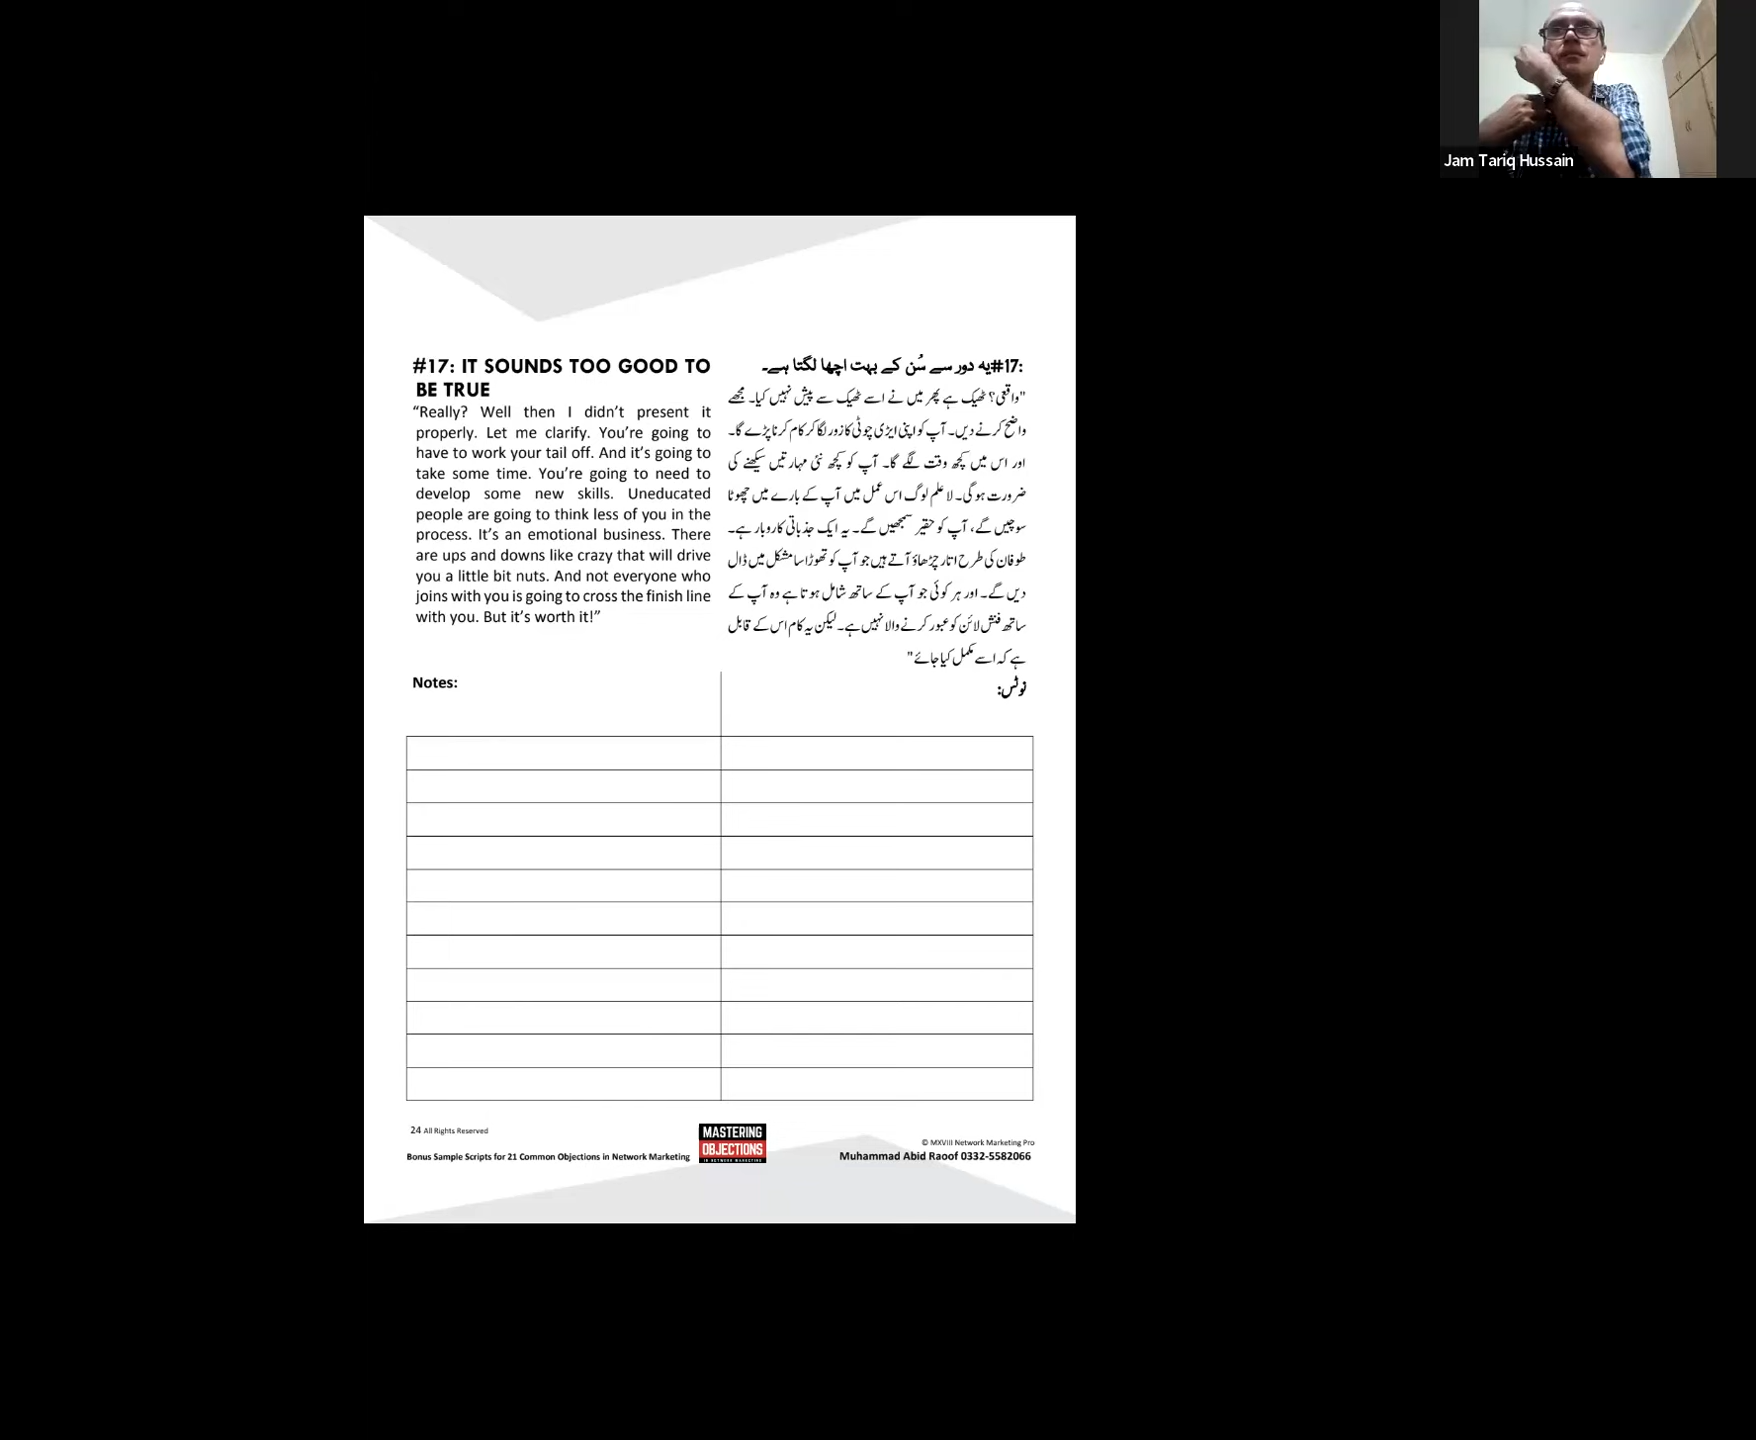 Jam Tariq Hussain
#17: IT SOUNDS TOO GOOD TO
BE TRUE
“Really? Well then I didn’t present it
properly. Let me clarify. You’re going to
have to work your tail off. And it’s going to
take some time. You’re going to need to
develop some new skills. Uneducated
people are going to think less of you in the
process. It’s an emotional business. There
are ups and downs like crazy that will drive
you a little bit nuts. And not everyone who
joins with you is going to cross the finish line
with you. But it’s worth it!”
#17:یہ دور سے سُن کے بہت اچھا لگتا ہے۔
"واقعی؟ ٹھیک ہے پھر میں نے اسے ٹھیک سے پیش نہیں کیا۔ مجھے
واضح کرنے دیں۔ آپ کو اپنی ایڑی چوٹی کا زور لگا کر کام کرنا پڑے گا۔
اور اس میں کچھ وقت لگے گا۔ آپ کو کچھ نئی مہارتیں سیکھنے کی
ضرورت ہوگی۔ لا علم لوگ اس عمل میں آپ کے بارے میں چھوٹا
سوچیں گے، آپ کو حقیر سمجھیں گے۔ یہ ایک جذباتی کاروبار ہے۔
طوفان کی طرح اتار چڑھاؤ آتے ہیں جو آپ کو تھوڑا سا مشکل میں ڈال
دیں گے۔ اور ہر کوئی جو آپ کے ساتھ شامل ہوتا ہے وہ آپ کے
ساتھ فنش لائن کو عبور کرنے والا نہیں ہے۔ لیکن یہ کام اس کے قابل
ہے کہ اسے مکمل کیا جائے"
Notes:
نوٹس:
24 All Rights Reserved
Bonus Sample Scripts for 21 Common Objections in Network Marketing
MASTERING
OBJECTIONS
IN NETWORK MARKETING
© MXVIII Network Marketing Pro
Muhammad Abid Raoof 0332-5582066